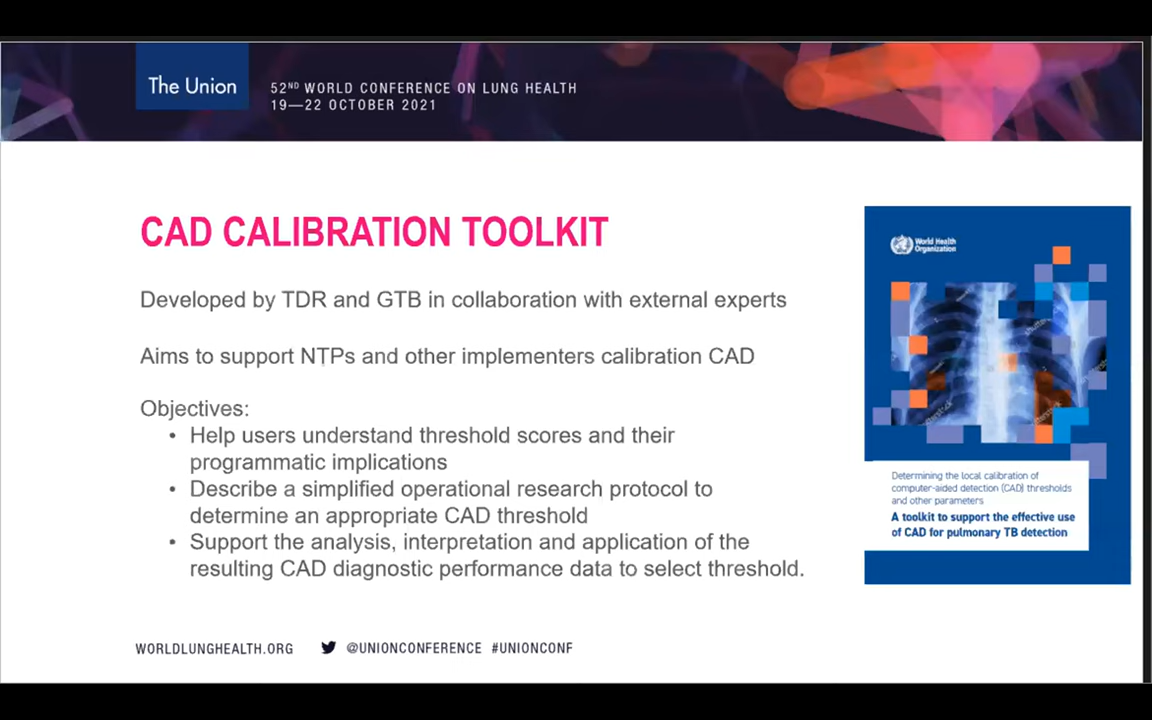 The Union
52ND WORLD CONFERENCE ON LUNG HEALTH
19—22 OCTOBER 2021
CAD CALIBRATION TOOLKIT
Developed by TDR and GTB in collaboration with external experts
Aims to support NTPs and other implementers calibration CAD
Objectives:
• Help users understand threshold scores and their
programmatic implications
• Describe a simplified operational research protocol to
determine an appropriate CAD threshold
• Support the analysis, interpretation and application of the
resulting CAD diagnostic performance data to select threshold.
World Health
Organization
Determining the local calibration of
computer-aided detection (CAD) thresholds
and other parameters
A toolkit to support the effective use
of CAD for pulmonary TB detection
WORLDLUNGHEALTH.ORG
@UNIONCONFERENCE #UNIONCONF